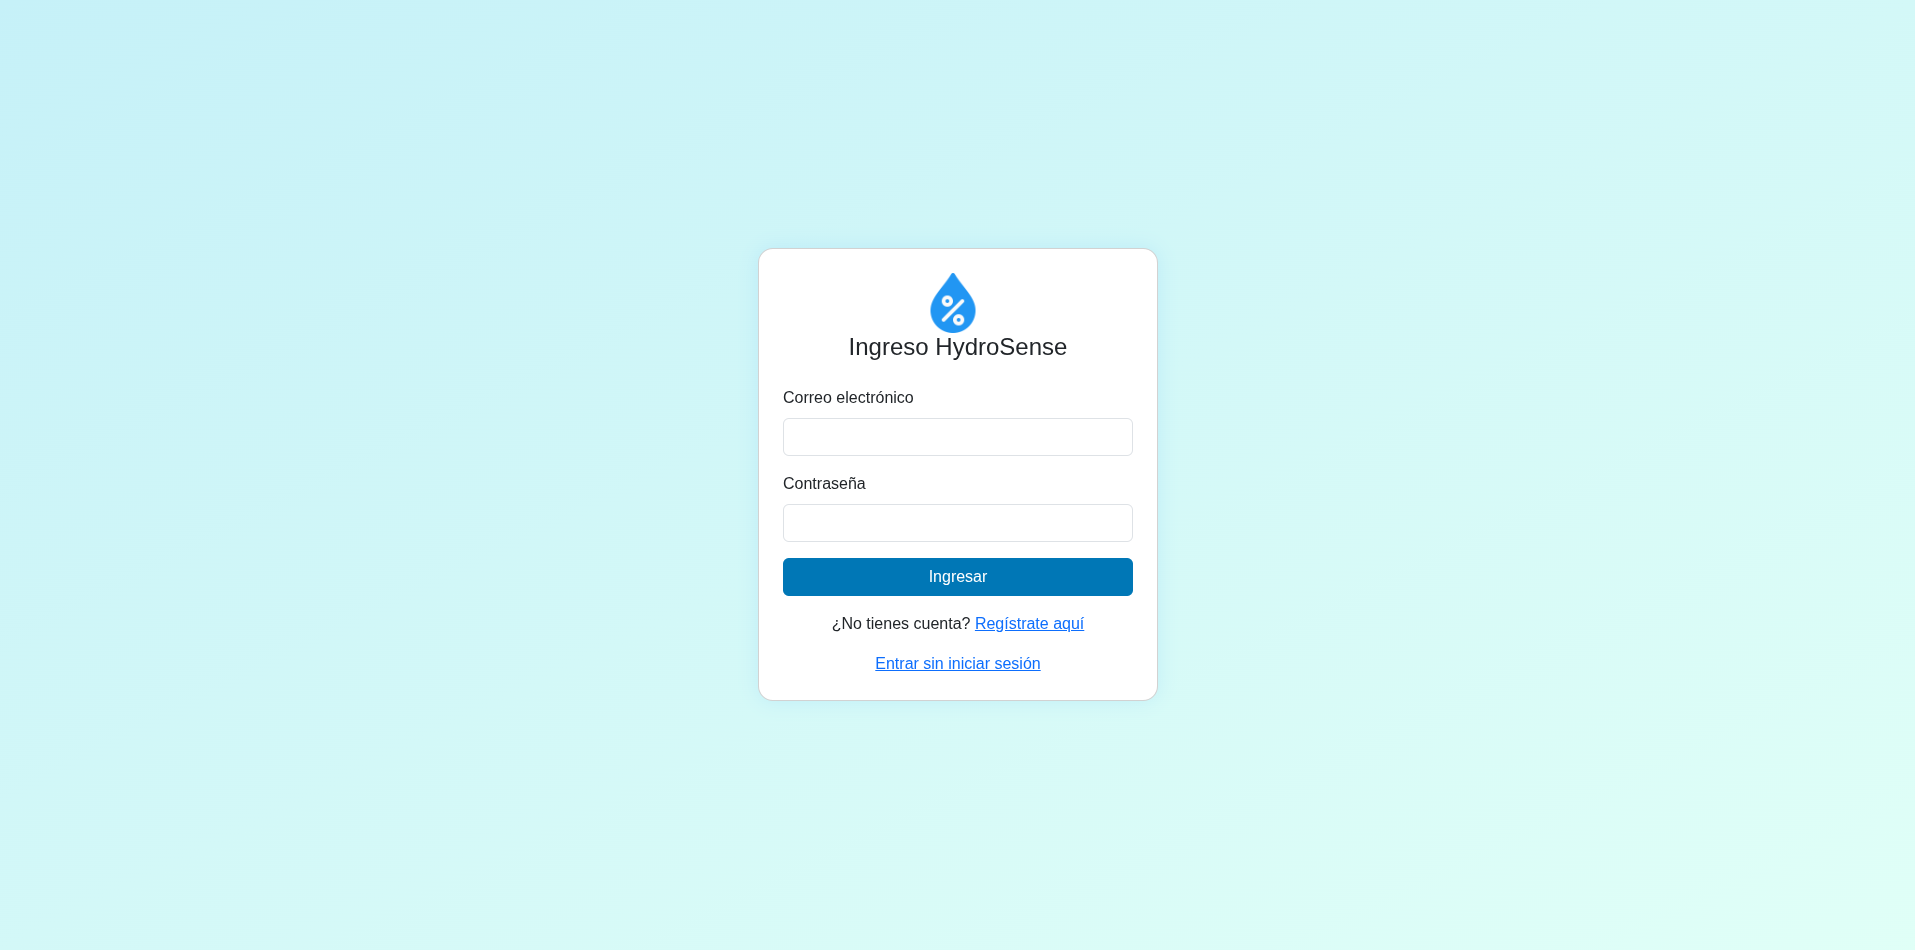 Ingreso HydroSense
Correo electrónico
Contraseña
Ingresar
¿No tienes cuenta? Regístrate aquí
Entrar sin iniciar sesión